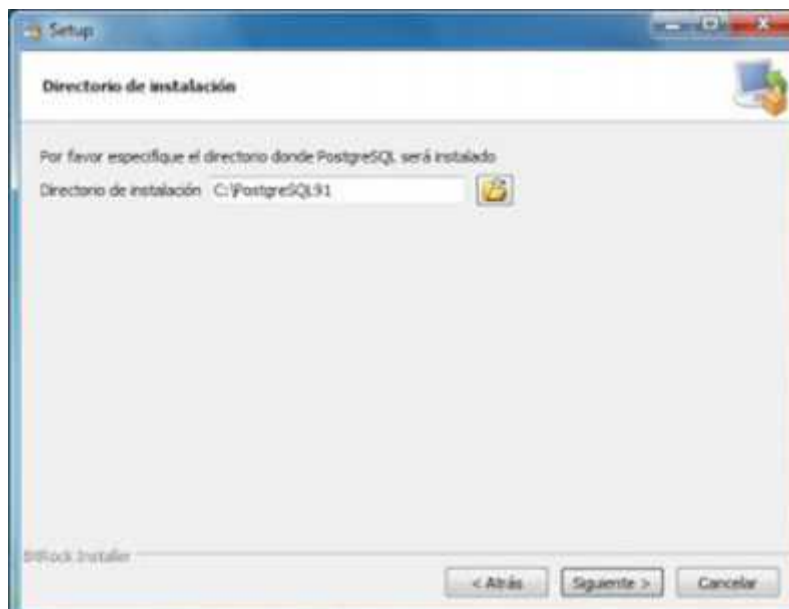 Setup
Directorio de instalación
Por favor especifique el directorio donde PostgreSQL será instalado
Directorio de instalación C:\PostgreSQL91
BitRock Installer
< Atrás Siguiente > Cancelar